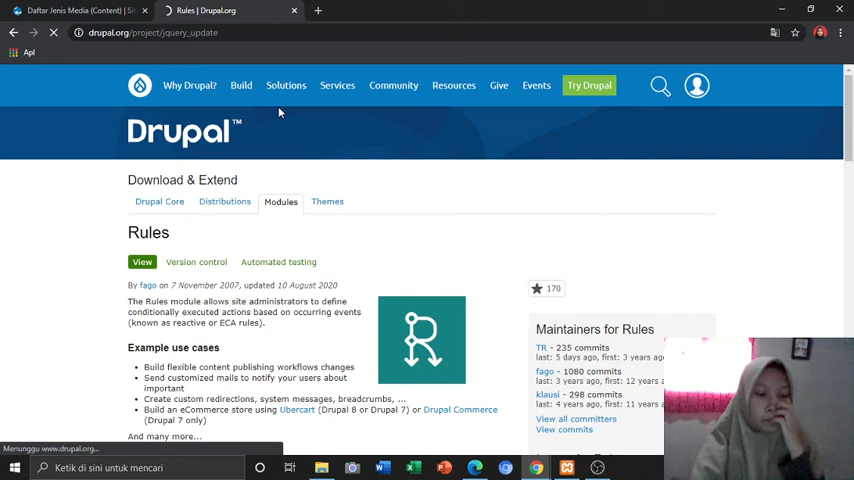 Daftar Jenis Media (Content) | Sit
Rules | Drupal.org
drupal.org/project/jquery_update
Apl
Why Drupal? Build Solutions Services Community Resources Give Events Try Drupal
Drupal™
Download & Extend
Drupal Core Distributions Modules Themes
Rules
View Version control Automated testing
By fago on 7 November 2007, updated 10 August 2020
170
The Rules module allows site administrators to define
conditionally executed actions based on occurring events
(known as reactive or ECA rules).
Example use cases
Build flexible content publishing workflows changes
Send customized mails to notify your users about
important
Create custom redirections, system messages, breadcrumbs, ...
Build an eCommerce store using Ubercart (Drupal 8 or Drupal 7) or Drupal Commerce
(Drupal 7 only)
And many more...
Maintainers for Rules
TR - 235 commits
last: 5 days ago, first: 3 years
fago - 1080 commits
last: 3 years ago, first: 12 years
klausi - 298 commits
last: 4 years ago, first: 11 years
View all committers
View commits
Menunggu www.drupal.org...
Ketik di sini untuk mencari